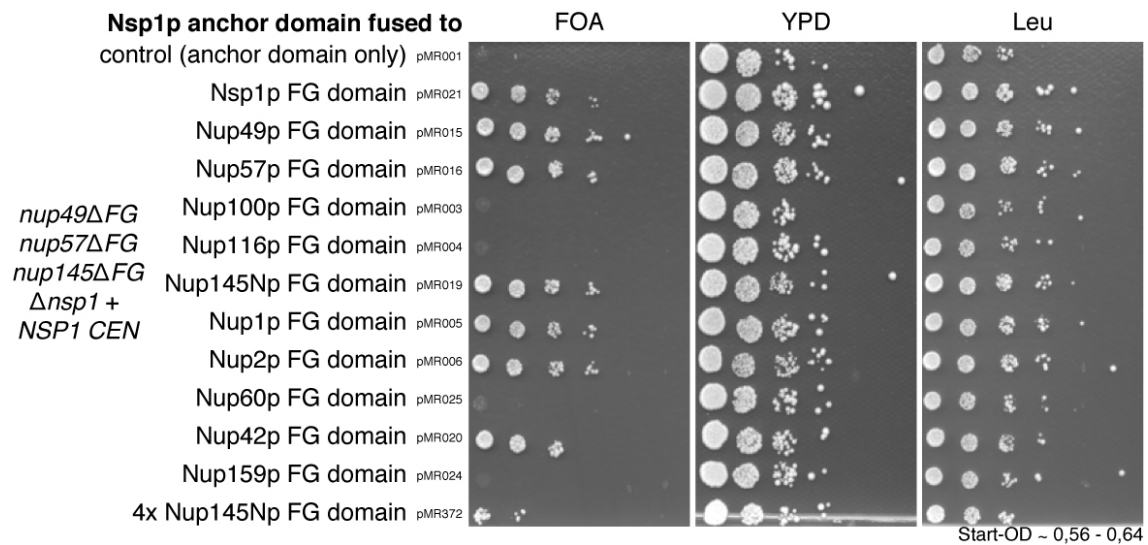 Nsp1p anchor domain fused to FOA YPD Leu
control (anchor domain only) pMR001
Nsp1p FG domain pMR021
Nup49p FG domain pMR015
Nup57p FG domain pMR016
nup49ΔFG
nup57ΔFG
nup145ΔFG
Δnsp1 +
NSP1 CEN
Nup100p FG domain pMR003
Nup116p FG domain pMR004
Nup145Np FG domain pMR019
Nup1p FG domain pMR005
Nup2p FG domain pMR006
Nup60p FG domain pMR025
Nup42p FG domain pMR020
Nup159p FG domain pMR024
4x Nup145Np FG domain pMR372
Start-OD ~ 0,56 - 0,64